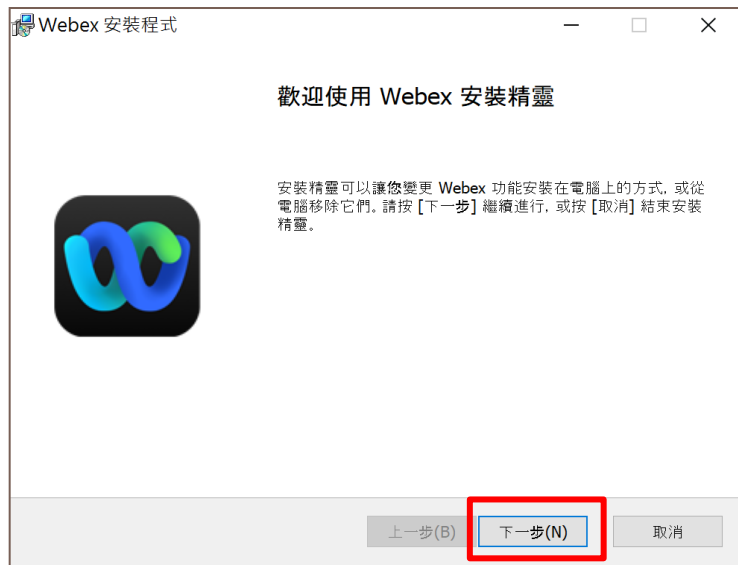 Webex 安裝程式
歡迎使用 Webex 安裝精靈
安裝精靈可以讓您變更 Webex 功能安裝在電腦上的方式, 或從
電腦移除它們。請按 [下一步] 繼續進行, 或按 [取消] 結束安裝
精靈。
上一步(B) 下一步(N) 取消